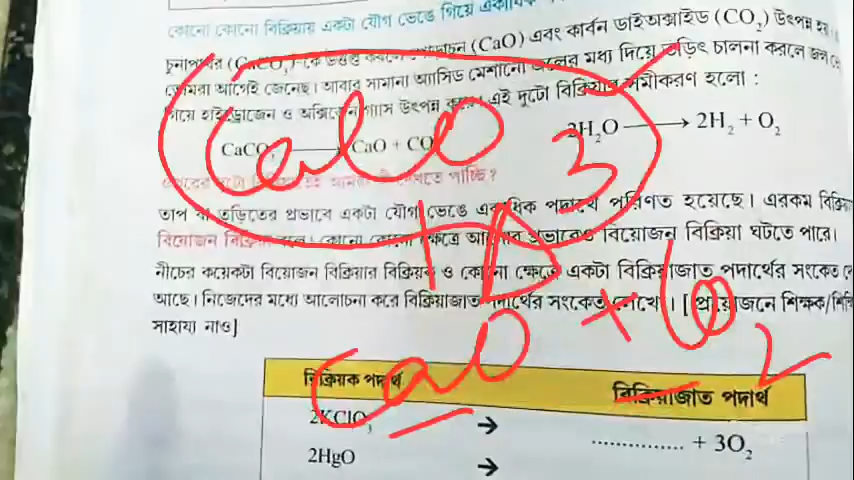 কোনো কোনো বিক্রিয়ায় একটা যৌগ ভেঙে গিয়ে একাধিক
চুনাপাথর (CaCO₃)-কে উত্তপ্ত করলে (CaO) এবং কার্বন ডাইঅক্সাইড (CO₂) উৎপন্ন হয়।
তোমরা আগেই জেনেছ। আবার সামান্য অ্যাসিড মেশানো জলের মধ্য দিয়ে তড়িৎ চালনা করলে জল
গিয়ে হাইড্রোজেন ও অক্সিজেন গ্যাস উৎপন্ন করে। এই দুটো বিক্রিয়ার সমীকরণ হলো :
CaCO₃ → CaO + CO 2H₂O → 2H₂ + O₂
CaCO3
তাপ বা তড়িতের প্রভাবে একটা যৌগ ভেঙে একাধিক পদার্থে পরিণত হয়েছে। এরকম
বিয়োজন বিক্রিয়া বলে। কোনো কোনো ক্ষেত্রে আলোর প্রভাবেও বিয়োজন বিক্রিয়া ঘটতে পারে।
+ Δ
নীচের কয়েকটা বিয়োজন বিক্রিয়ার বিক্রিয়ক ও কোনো ক্ষেত্রে একটা বিক্রিয়াজাত পদার্থের সংকেত
আছে। নিজেদের মধ্যে আলোচনা করে বিক্রিয়াজাত পদার্থের সংকেত লেখো। [প্রয়োজনে
সাহায্য নাও]
CaO + CO2
বিক্রিয়ক পদার্থ বিক্রিয়াজাত পদার্থ
2KClO₃ → ............... + 3O₂
2HgO →